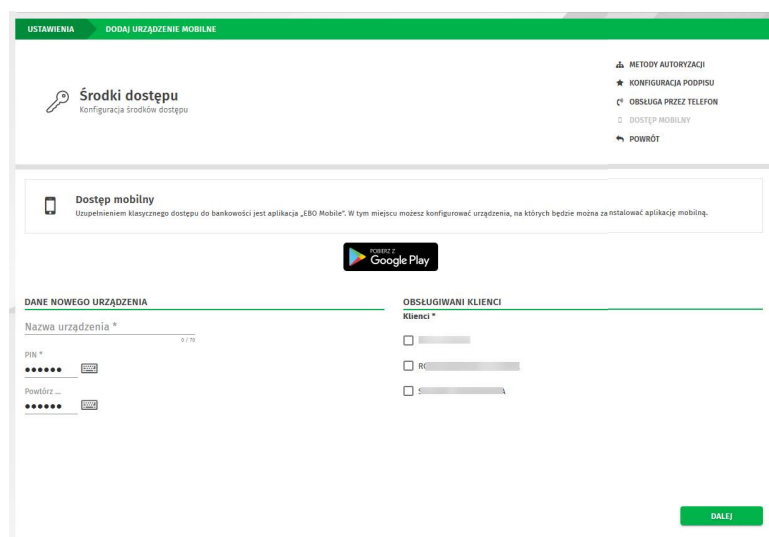 USTAWIENIA
DODAJ URZĄDZENIE MOBILNE
METODY AUTORYZACJI
KONFIGURACJA PODPISU
OBSŁUGA PRZEZ TELEFON
DOSTĘP MOBILNY
POWRÓT
Środki dostępu
Konfiguracja środków dostępu
Dostęp mobilny
Uzupełnieniem klasycznego dostępu do bankowości jest aplikacja „EBO Mobile". W tym miejscu możesz konfigurować urządzenia, na których będzie można zainstalować aplikację mobilną.
POBIERZ Z
Google Play
DANE NOWEGO URZĄDZENIA
Nazwa urządzenia *
0 / 70
PIN *
Powtórz ...
OBSŁUGIWANI KLIENCI
Klienci *
DALEJ